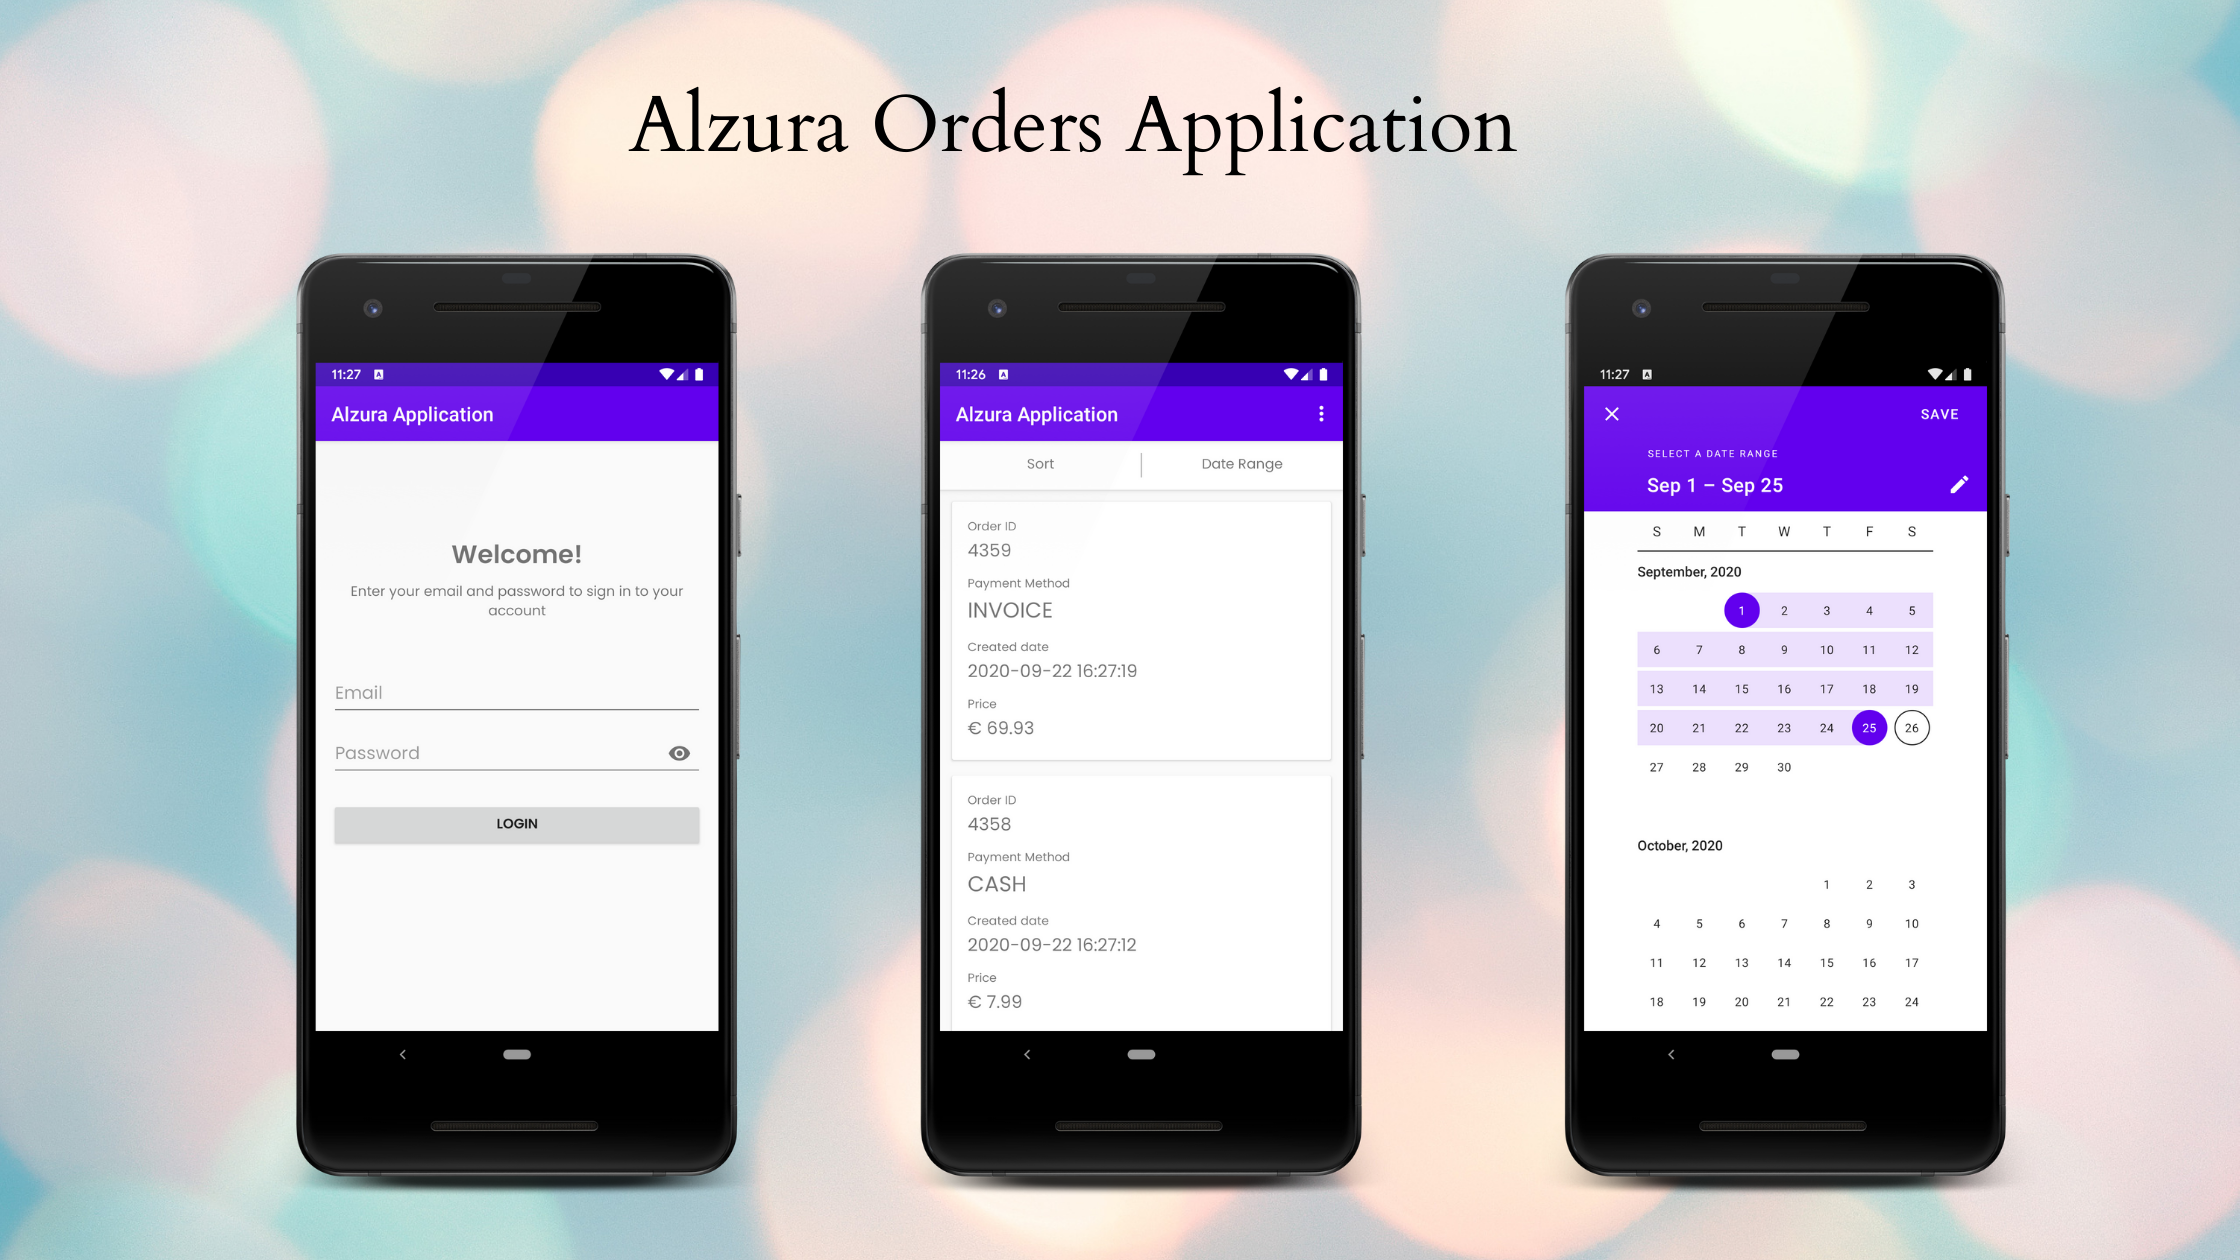 Alzura Orders Application
11:27
Alzura Application
Welcome!
Enter your email and password to sign in to your
account
Email
Password
LOGIN
11:26
Alzura Application
Sort
Date Range
Order ID
4359
Payment Method
INVOICE
Created date
2020-09-22 16:27:19
Price
€ 69.93
Order ID
4358
Payment Method
CASH
Created date
2020-09-22 16:27:12
Price
€ 7.99
11:27
SAVE
SELECT A DATE RANGE
Sep 1 – Sep 25
S M T W T F S
September, 2020
1 2 3 4 5
6 7 8 9 10 11 12
13 14 15 16 17 18 19
20 21 22 23 24 25 26
27 28 29 30
October, 2020
1 2 3
4 5 6 7 8 9 10
11 12 13 14 15 16 17
18 19 20 21 22 23 24